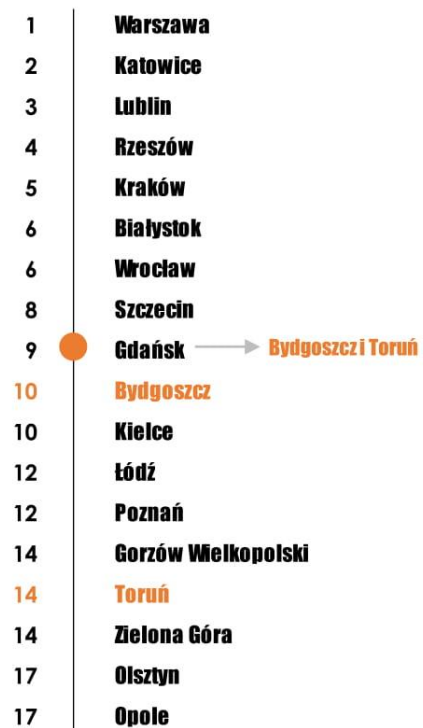 1 Warszawa
2 Katowice
3 Lublin
4 Rzeszów
5 Kraków
6 Białystok
6 Wrocław
8 Szczecin
9 Gdańsk Bydgoszcz i Toruń
10 Bydgoszcz
10 Kielce
12 Łódź
12 Poznań
14 Gorzów Wielkopolski
14 Toruń
14 Zielona Góra
17 Olsztyn
17 Opole